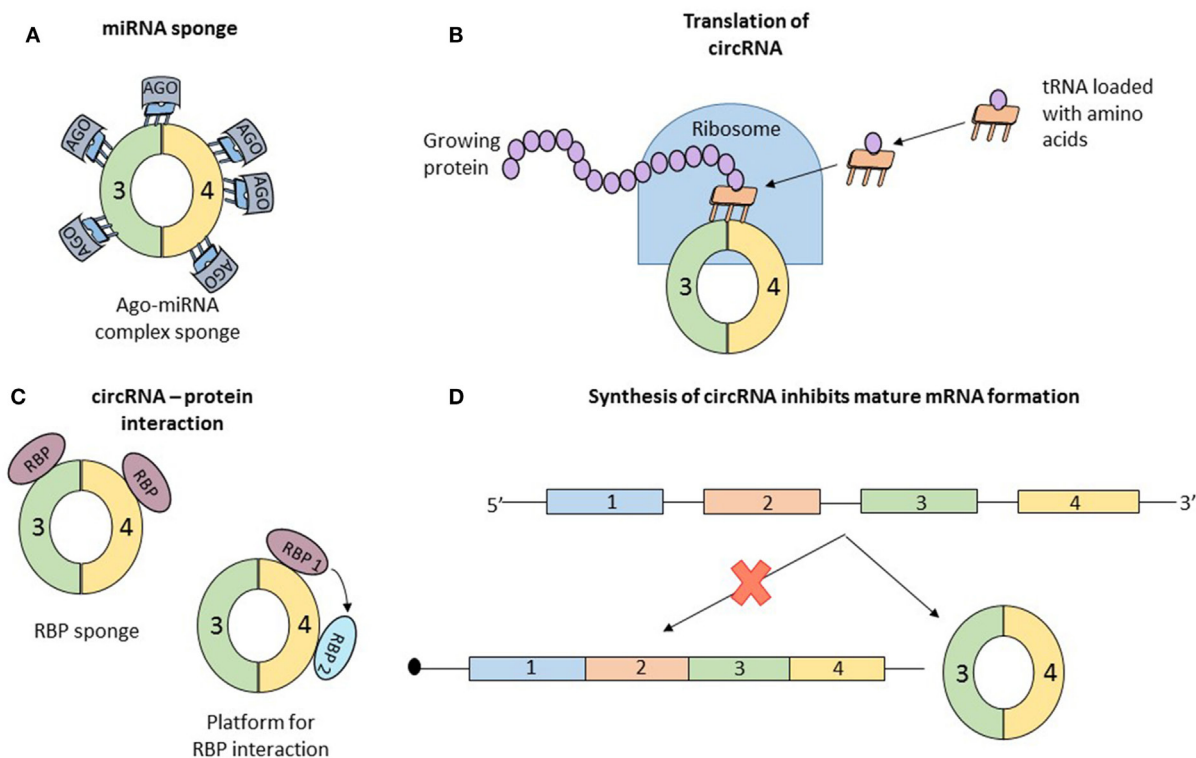 A
miRNA sponge
AGO
AGO
AGO
AGO
AGO
AGO
3
4
Ago-miRNA
complex sponge
B
Translation of
circRNA
Growing
protein
Ribosome
tRNA loaded
with amino
acids
3
4
C
circRNA – protein
interaction
RBP
RBP
3
4
RBP sponge
RBP 1
RBP 2
3
4
Platform for
RBP interaction
D
Synthesis of circRNA inhibits mature mRNA formation
5’
1
2
3
4
3’
1
2
3
4
3
4